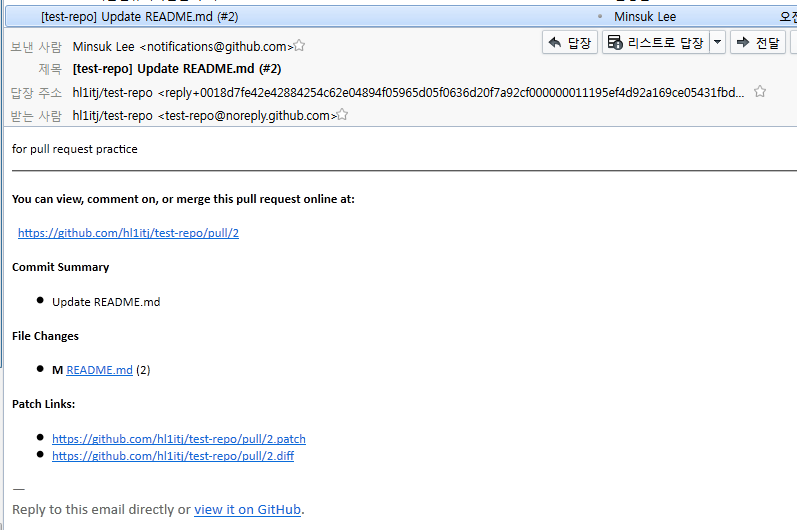 [test-repo] Update README.md (#2) Minsuk Lee 오전
보낸 사람 Minsuk Lee <notifications@github.com>
답장 리스트로 답장 전달
제목 [test-repo] Update README.md (#2)
답장 주소 hl1itj/test-repo <reply+0018d7fe42e42884254c62e04894f05965d05f0636d20f7a92cf000000011195ef4d92a169ce05431fbd...
받는 사람 hl1itj/test-repo <test-repo@noreply.github.com>
for pull request practice
You can view, comment on, or merge this pull request online at:
https://github.com/hl1itj/test-repo/pull/2
Commit Summary
● Update README.md
File Changes
● M README.md (2)
Patch Links:
● https://github.com/hl1itj/test-repo/pull/2.patch
● https://github.com/hl1itj/test-repo/pull/2.diff
—
Reply to this email directly or view it on GitHub.